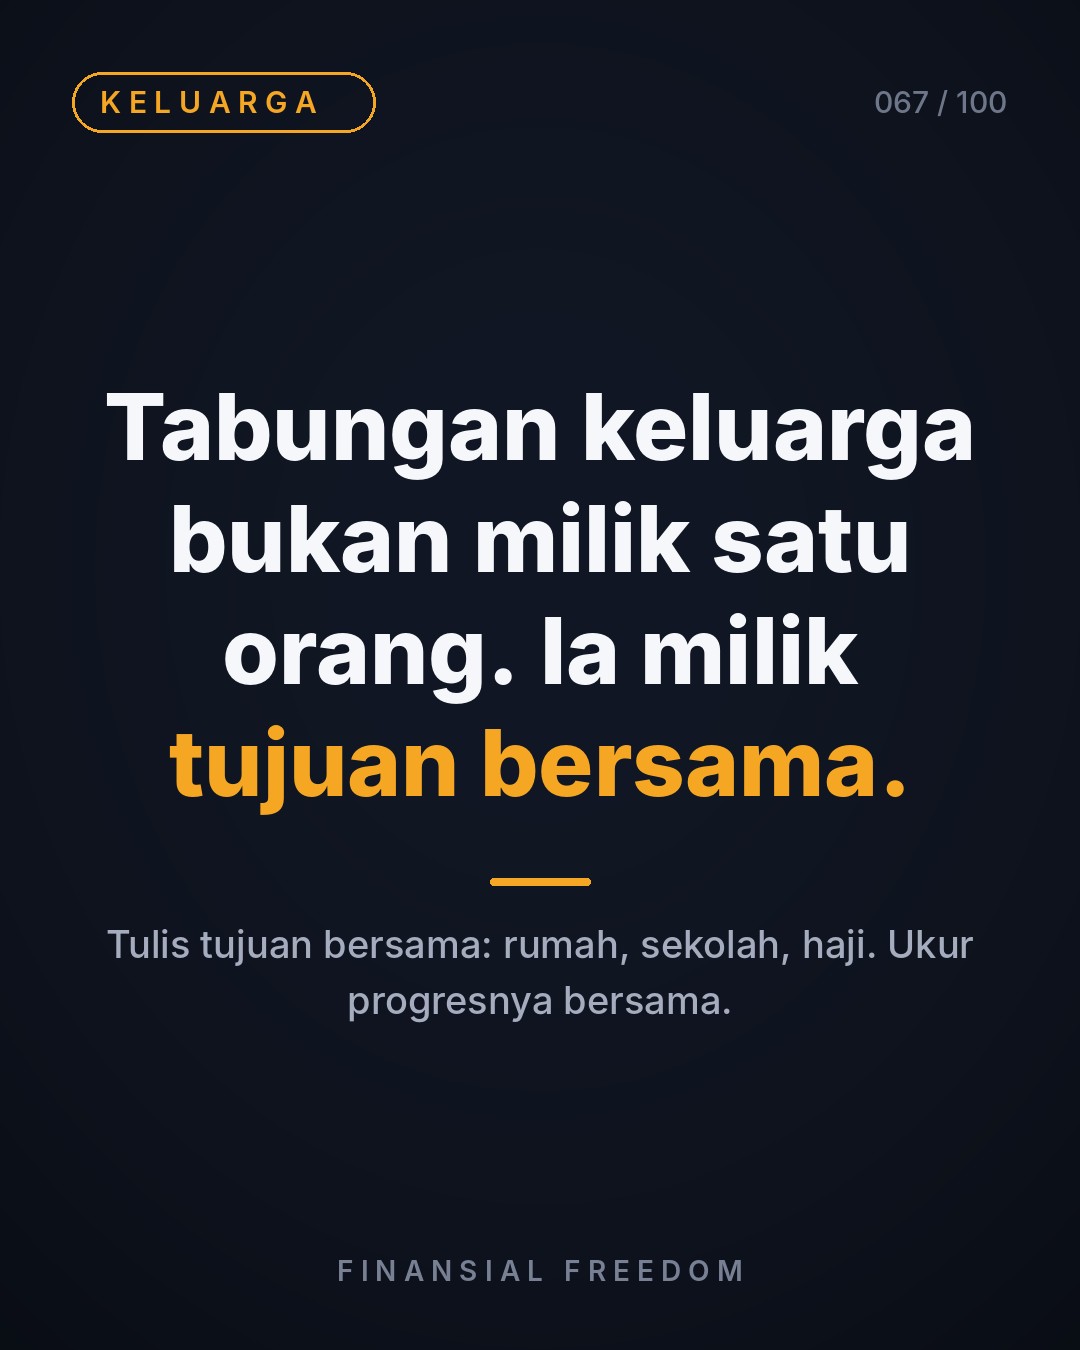 KELUARGA
067 / 100
Tabungan keluarga
bukan milik satu
orang. Ia milik
tujuan bersama.
Tulis tujuan bersama: rumah, sekolah, haji. Ukur
progresnya bersama.
FINANSIAL FREEDOM